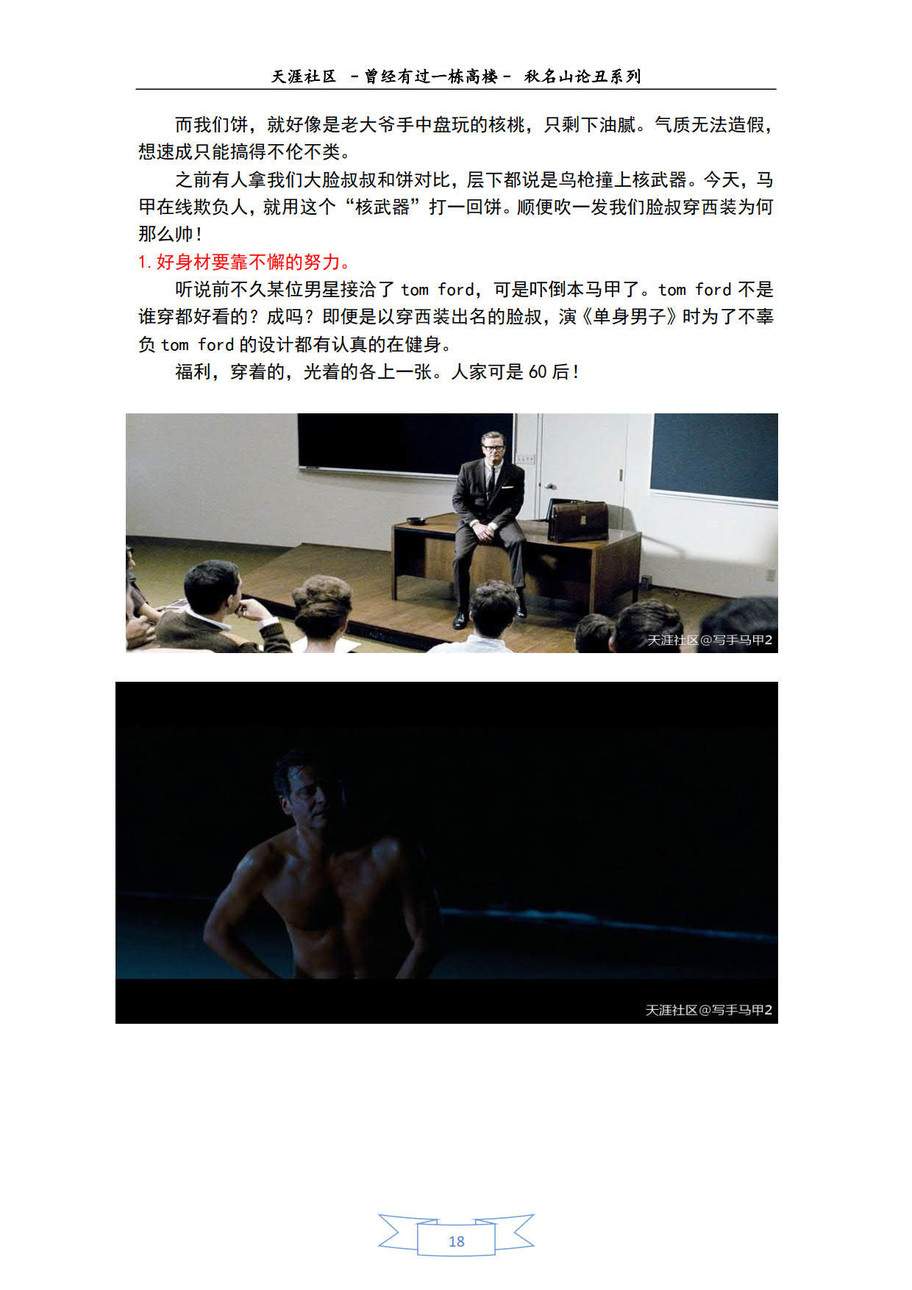 天涯社区 －曾经有过一栋高楼－ 秋名山论丑系列
而我们饼，就好像是老大爷手中盘玩的核桃，只剩下油腻。气质无法造假，
想速成只能搞得不伦不类。
之前有人拿我们大脸叔叔和饼对比，层下都说是鸟枪撞上核武器。今天，马
甲在线欺负人，就用这个“核武器”打一回饼。顺便吹一发我们脸叔穿西装为何
那么帅！
1.好身材要靠不懈的努力。
听说前不久某位男星接洽了 tom ford，可是吓倒本马甲了。tom ford 不是
谁穿都好看的？成吗？即便是以穿西装出名的脸叔，演《单身男子》时为了不辜
负 tom ford 的设计都有认真的在健身。
福利，穿着的，光着的各上一张。人家可是 60 后！
天涯社区@写手马甲2
天涯社区@写手马甲2
18